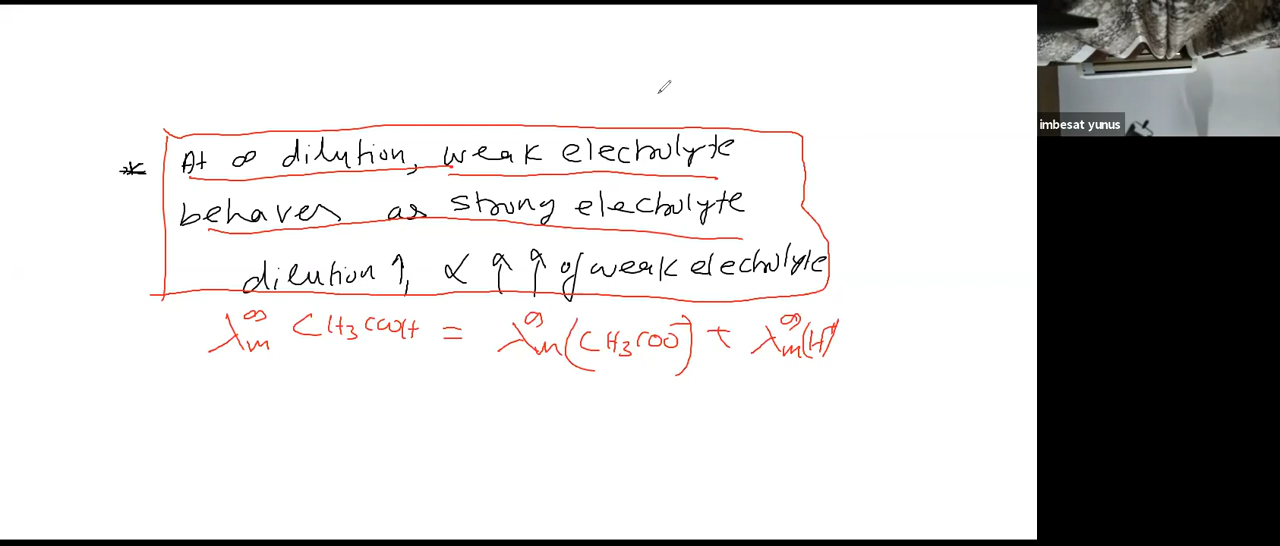 * At ∞ dilution, weak electrolyte
behaves as strong electrolyte
dilution ↑, α ↑ ↑ of weak electrolyte
λ∞m CH3COOH = λ∞m(CH3COO⁻) + λ∞m(H⁺)
imbesat yunus